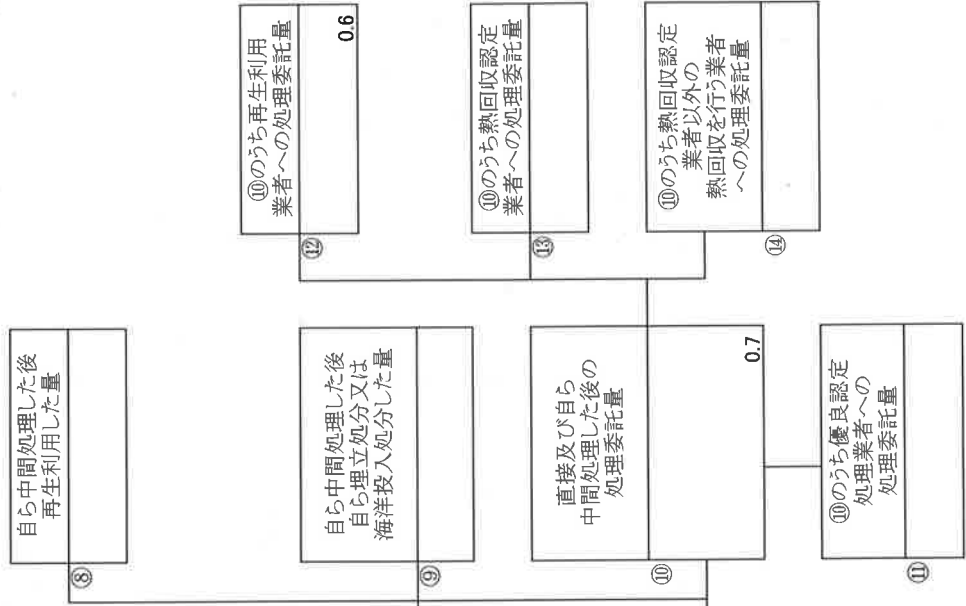 ⑧
自ら中間処理した後
再生利用した量
⑨
自ら中間処理した後
自ら埋立処分又は
海洋投入処分した量
⑩
直接及び自ら
中間処理した後の
処理委託量
0.7
⑪
⑩のうち優良認定
処理業者への
処理委託量
⑫
⑩のうち再生利用
業者への処理委託量
0.6
⑬
⑩のうち熱回収認定
業者への処理委託量
⑭
⑩のうち熱回収認定
業者以外の
熱回収を行う業者
への処理委託量